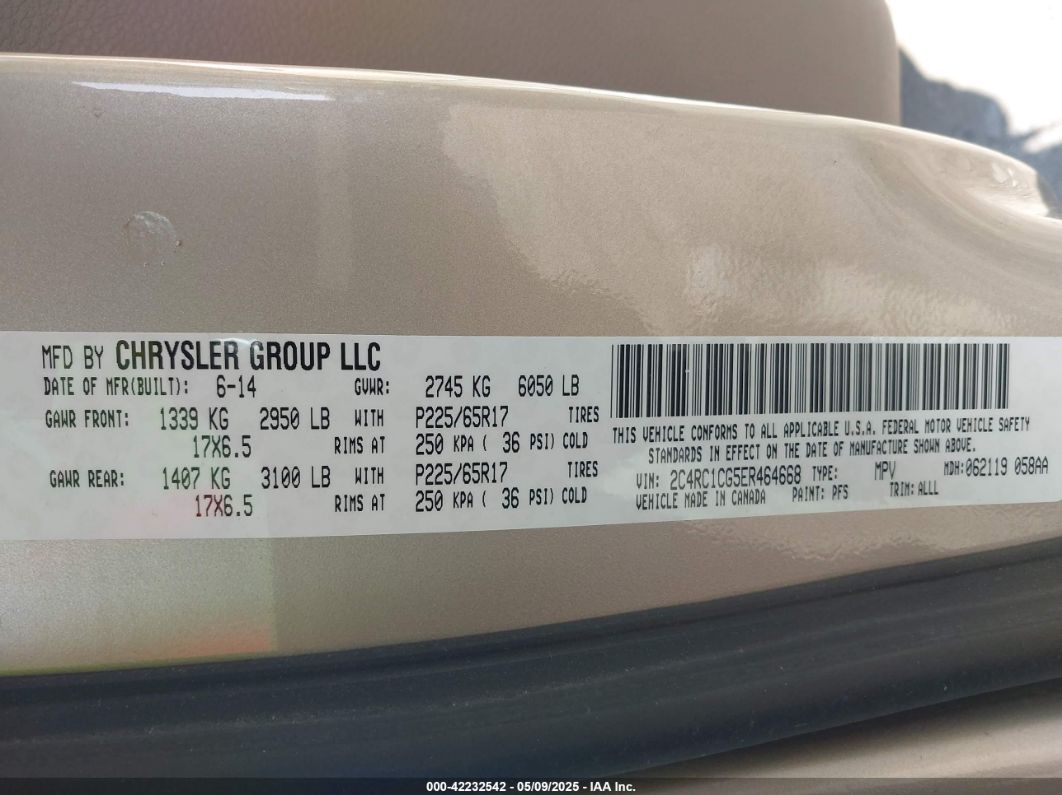 MFD BY CHRYSLER GROUP LLC
DATE OF MFR(BUILT): 6-14 GVWR: 2745 KG 6050 LB
GAWR FRONT: 1339 KG 2950 LB WITH P225/65R17 TIRES
17X6.5 RIMS AT 250 KPA ( 36 PSI) COLD
GAWR REAR: 1407 KG 3100 LB WITH P225/65R17 TIRES
17X6.5 RIMS AT 250 KPA ( 36 PSI) COLD
THIS VEHICLE CONFORMS TO ALL APPLICABLE U.S.A. FEDERAL MOTOR VEHICLE SAFETY
STANDARDS IN EFFECT ON THE DATE OF MANUFACTURE SHOWN ABOVE.
VIN: 2C4RC1CG5ER464668 TYPE: MPV MDH:062119 058AA
VEHICLE MADE IN CANADA PAINT: PFS TRIM: ALLL
000-42232542 - 05/09/2025 - IAA Inc.